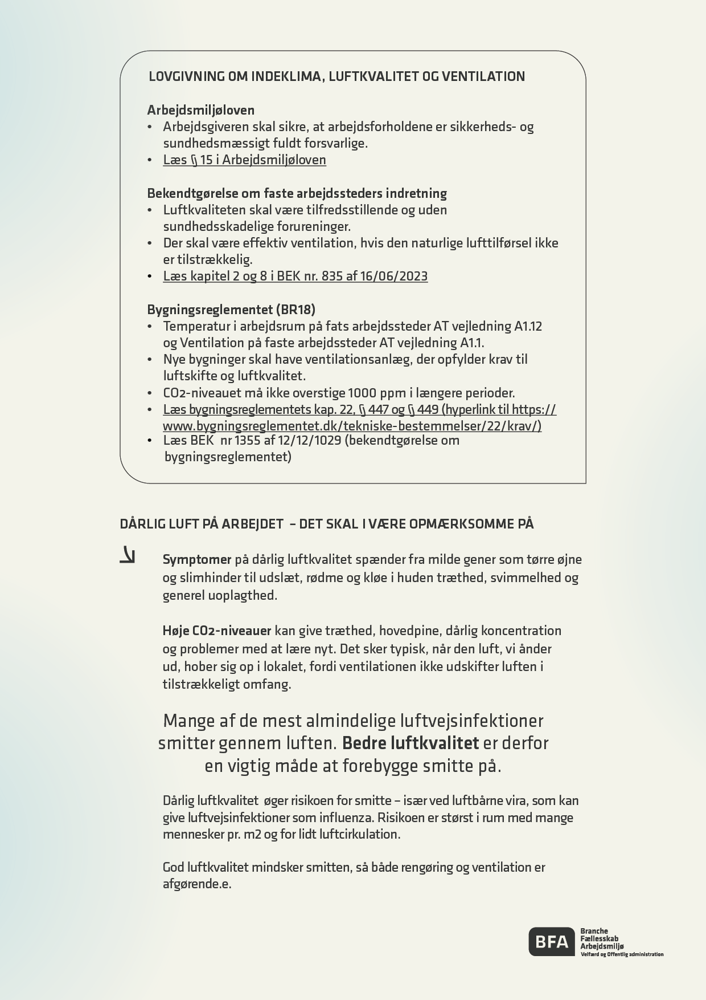 LOVGIVNING OM INDEKLIMA, LUFTKVALITET OG VENTILATION
Arbejdsmiljøloven
• Arbejdsgiveren skal sikre, at arbejdsforholdene er sikkerheds- og
sundhedsmæssigt fuldt forsvarlige.
• Læs § 15 i Arbejdsmiljøloven
Bekendtgørelse om faste arbejdssteders indretning
• Luftkvaliteten skal være tilfredsstillende og uden
sundhedsskadelige forureninger.
• Der skal være effektiv ventilation, hvis den naturlige lufttilførsel ikke
er tilstrækkelig.
• Læs kapitel 2 og 8 i BEK nr. 835 af 16/06/2023
Bygningsreglementet (BR18)
• Temperatur i arbejdsrum på fats arbejdssteder AT vejledning A1.12
og Ventilation på faste arbejdssteder AT vejledning A1.1.
• Nye bygninger skal have ventilationsanlæg, der opfylder krav til
luftskifte og luftkvalitet.
• CO2-niveauet må ikke overstige 1000 ppm i længere perioder.
• Læs bygningsreglementets kap. 22, § 447 og § 449 (hyperlink til https://
www.bygningsreglementet.dk/tekniske-bestemmelser/22/krav/)
• Læs BEK  nr 1355 af 12/12/1029 (bekendtgørelse om
bygningsreglementet)
DÅRLIG LUFT PÅ ARBEJDET  – DET SKAL I VÆRE OPMÆRKSOMME PÅ
Symptomer på dårlig luftkvalitet spænder fra milde gener som tørre øjne
og slimhinder til udslæt, rødme og kløe i huden træthed, svimmelhed og
generel uoplagthed.
Høje CO2-niveauer kan give træthed, hovedpine, dårlig koncentration
og problemer med at lære nyt. Det sker typisk, når den luft, vi ånder
ud, hober sig op i lokalet, fordi ventilationen ikke udskifter luften i
tilstrækkeligt omfang.
Mange af de mest almindelige luftvejsinfektioner
smitter gennem luften. Bedre luftkvalitet er derfor
en vigtig måde at forebygge smitte på.
Dårlig luftkvalitet  øger risikoen for smitte – især ved luftbårne vira, som kan
give luftvejsinfektioner som influenza. Risikoen er størst i rum med mange
mennesker pr. m2 og for lidt luftcirkulation.
God luftkvalitet mindsker smitten, så både rengøring og ventilation er
afgørende.e.
BFA
Branche
Fællesskab
Arbejdsmiljø
Velfærd og Offentlig administration